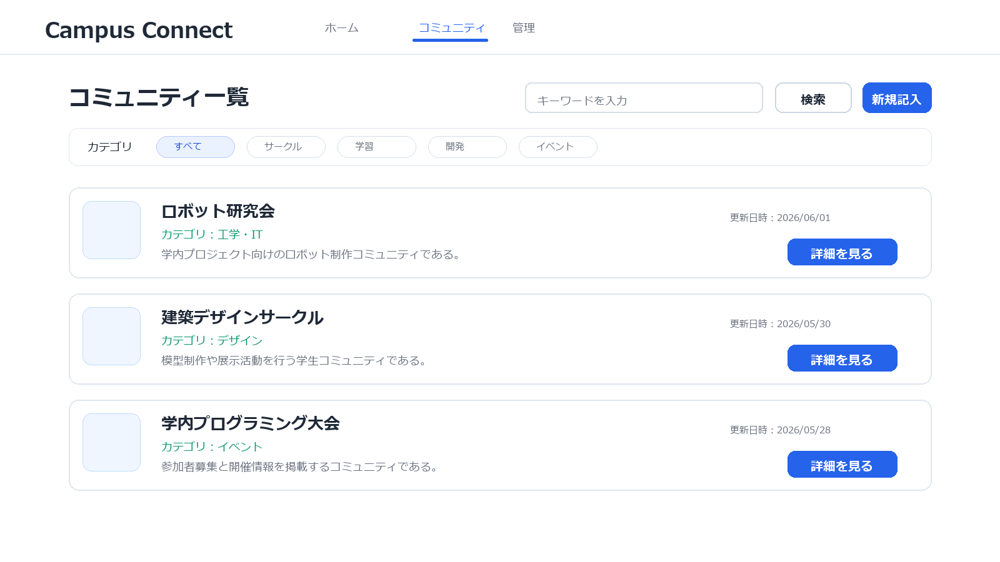 Campus Connect ホーム コミュニティ 管理
コミュニティ一覧 キーワードを入力 検索 新規記入
カテゴリ すべて サークル 学習 開発 イベント
ロボット研究会
更新日時：2026/06/01
カテゴリ：工学・IT
学内プロジェクト向けのロボット制作コミュニティである。
詳細を見る
建築デザインサークル
更新日時：2026/05/30
カテゴリ：デザイン
模型制作や展示活動を行う学生コミュニティである。
詳細を見る
学内プログラミング大会
更新日時：2026/05/28
カテゴリ：イベント
参加者募集と開催情報を掲載するコミュニティである。
詳細を見る